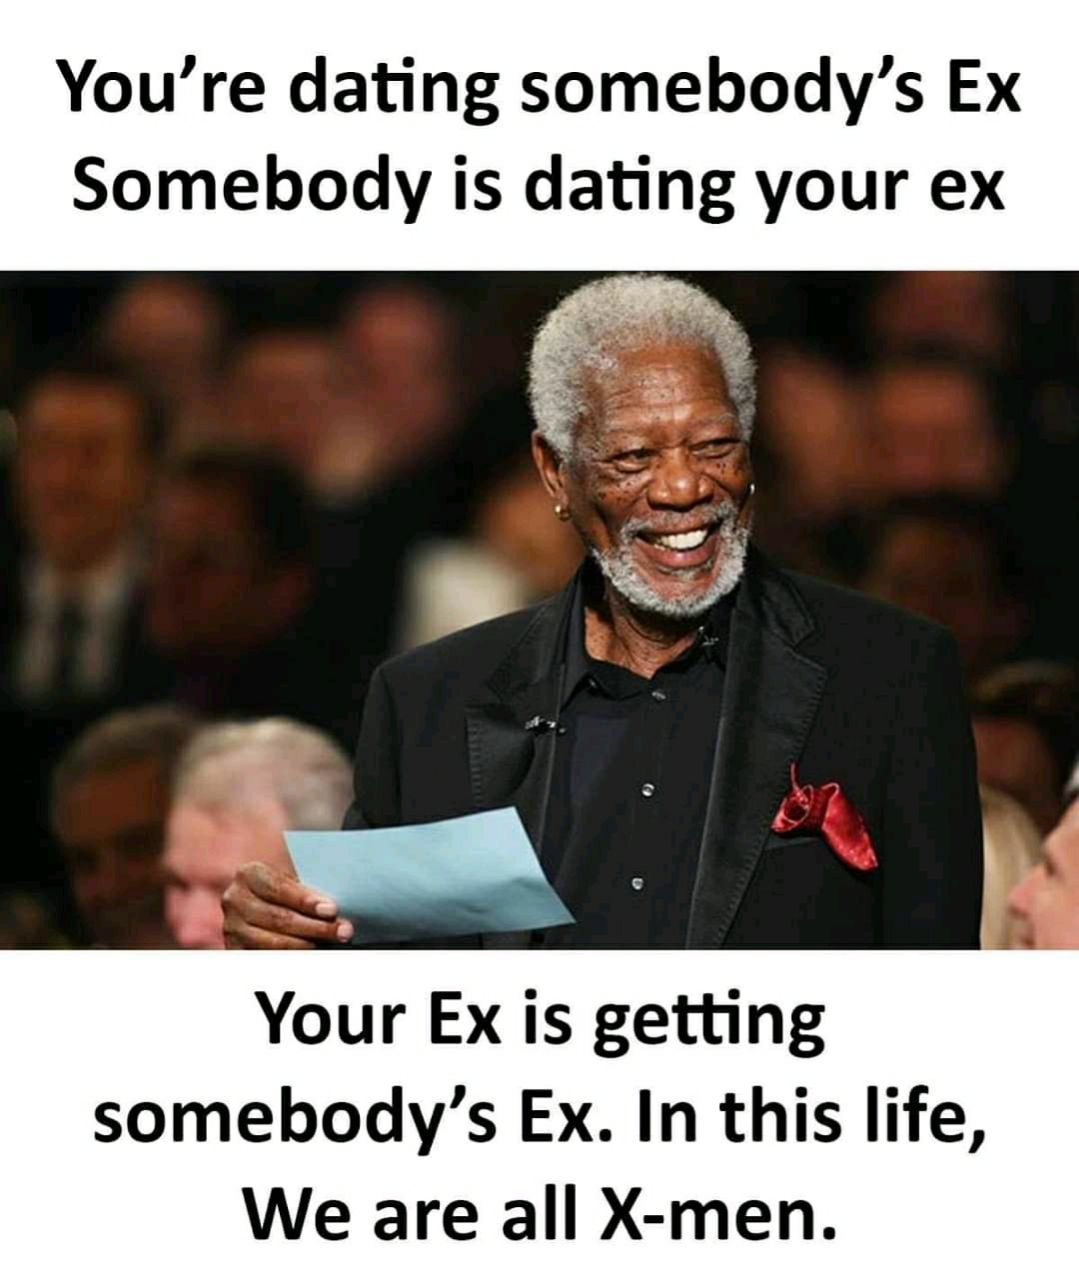 You’re dating somebody’s Ex
Somebody is dating your ex
Your Ex is getting
somebody’s Ex. In this life,
We are all X-men.